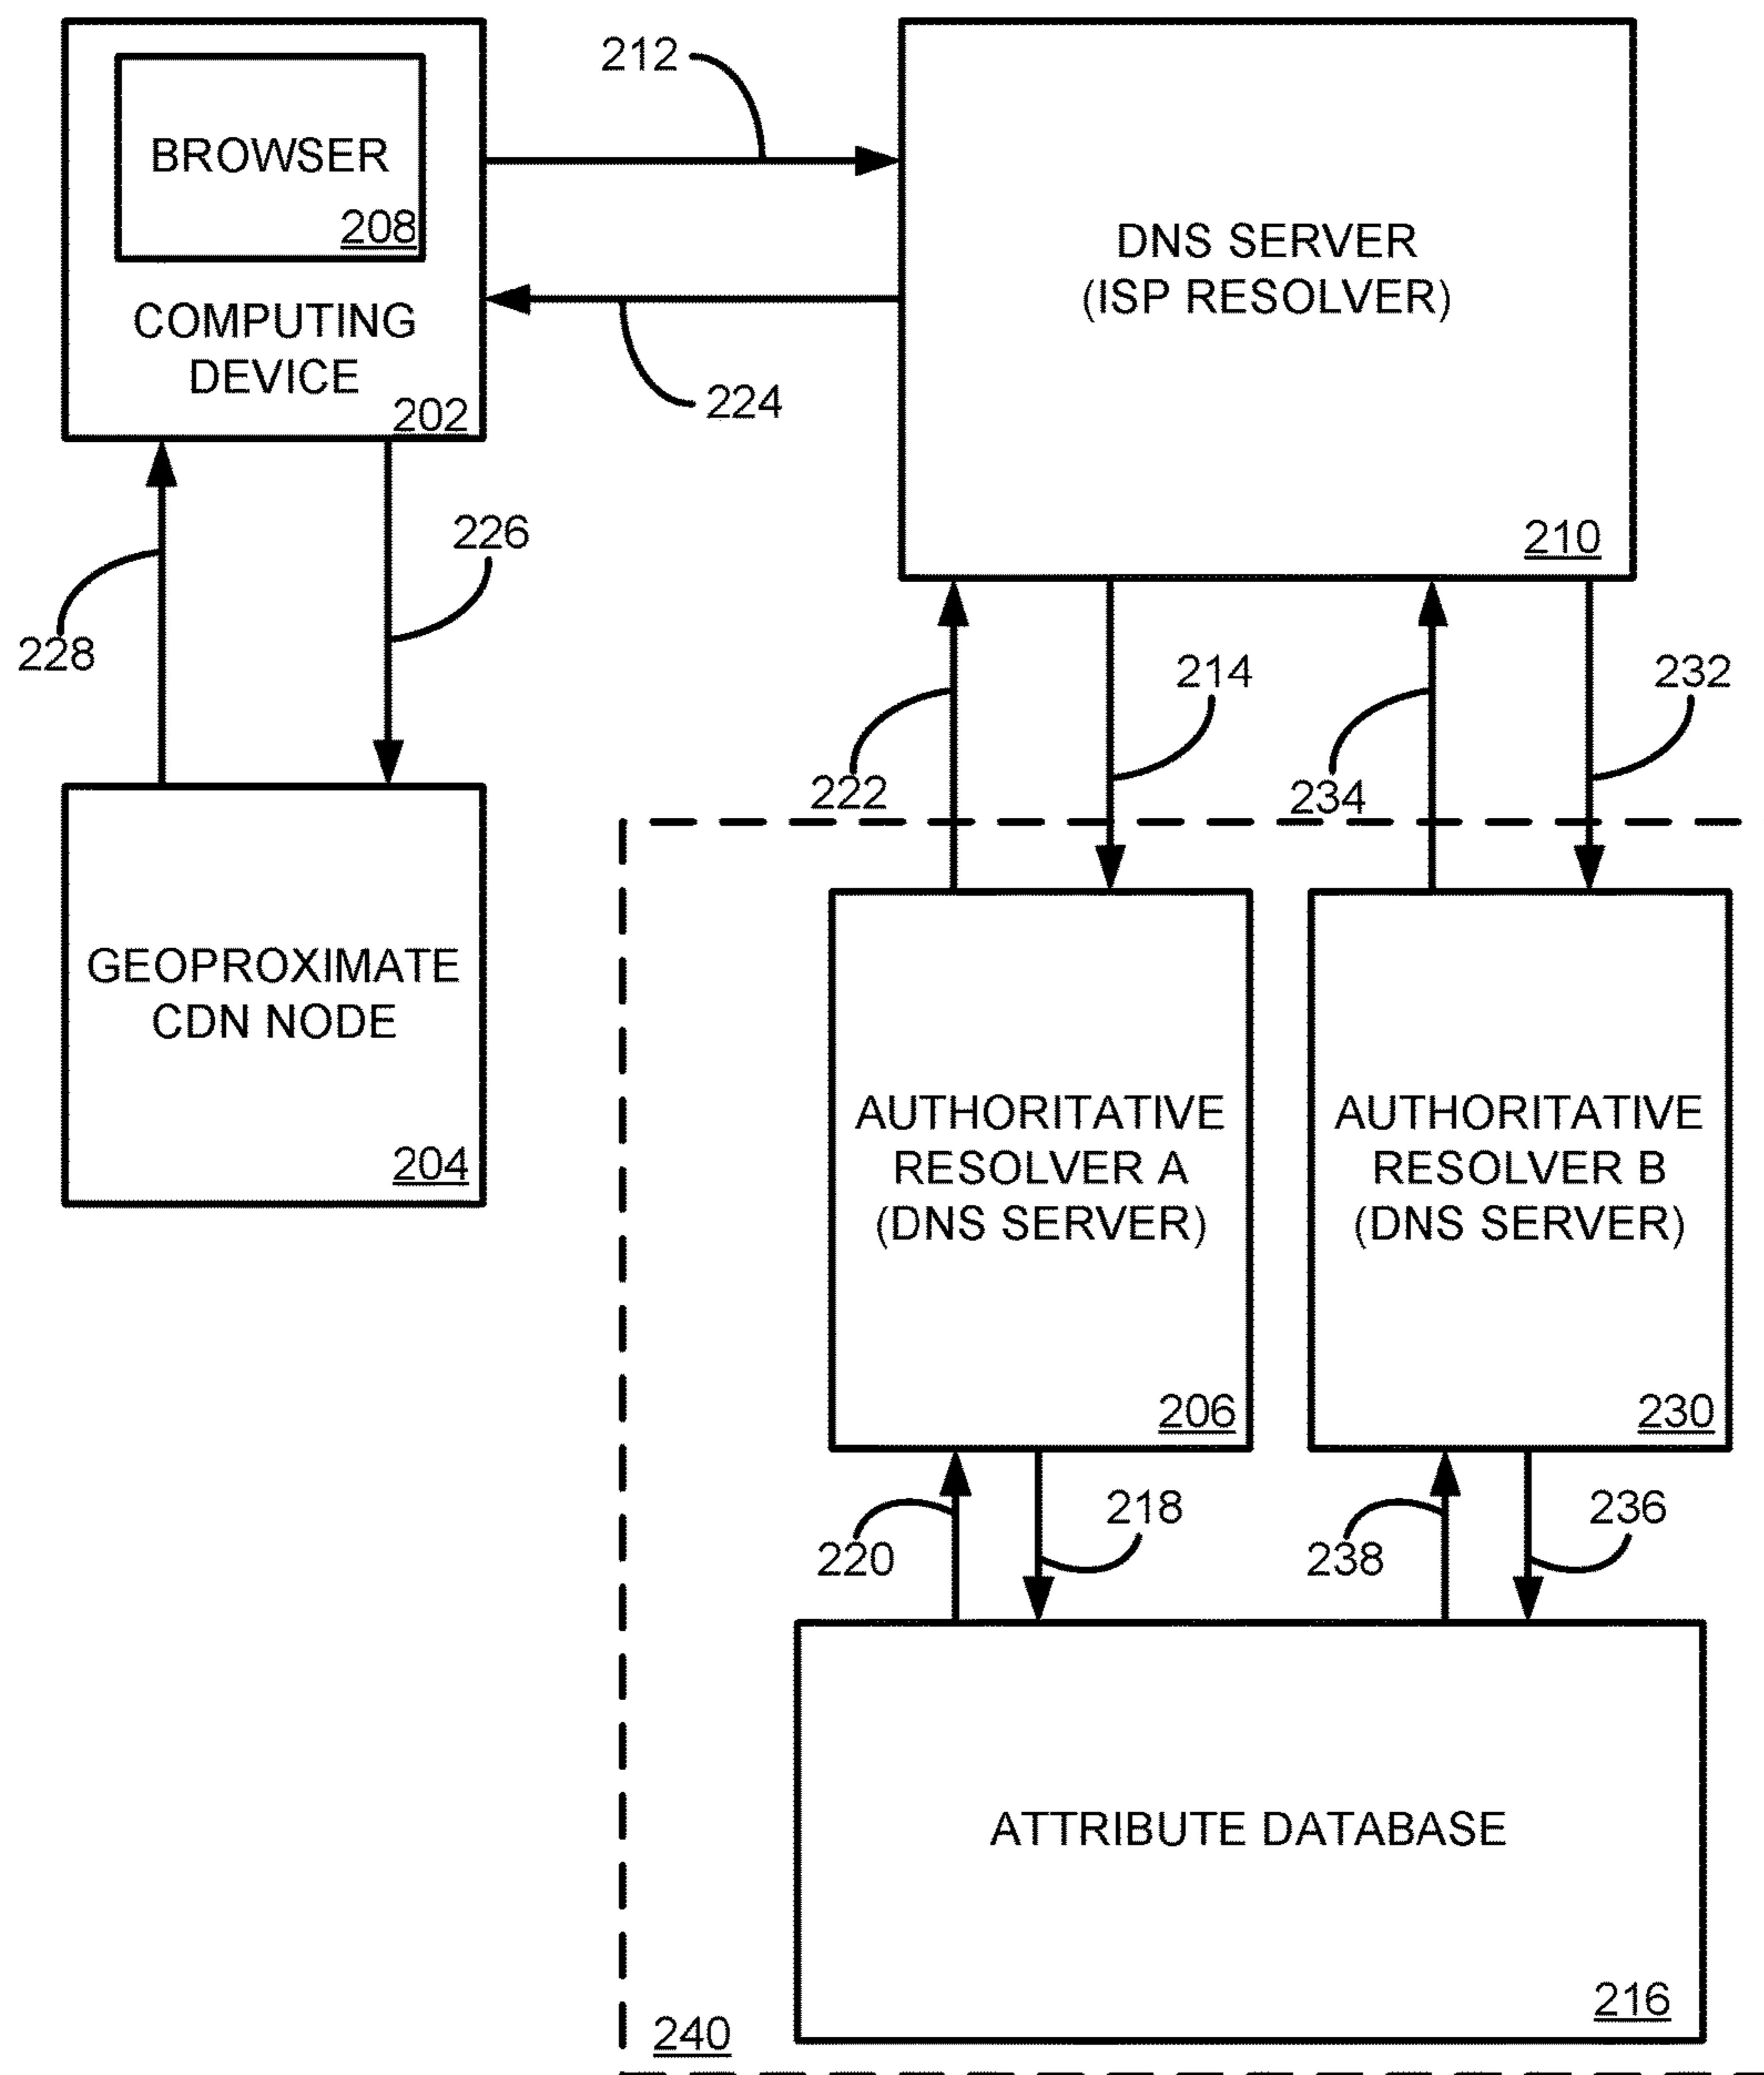 212
BROWSER
208
COMPUTING
DEVICE
202
DNS SERVER
(ISP RESOLVER)
210
224
226
228
222
214
234
232
GEOPROXIMATE
CDN NODE
204
AUTHORITATIVE
RESOLVER A
(DNS SERVER)
206
AUTHORITATIVE
RESOLVER B
(DNS SERVER)
230
220
218
238
236
ATTRIBUTE DATABASE
216
240